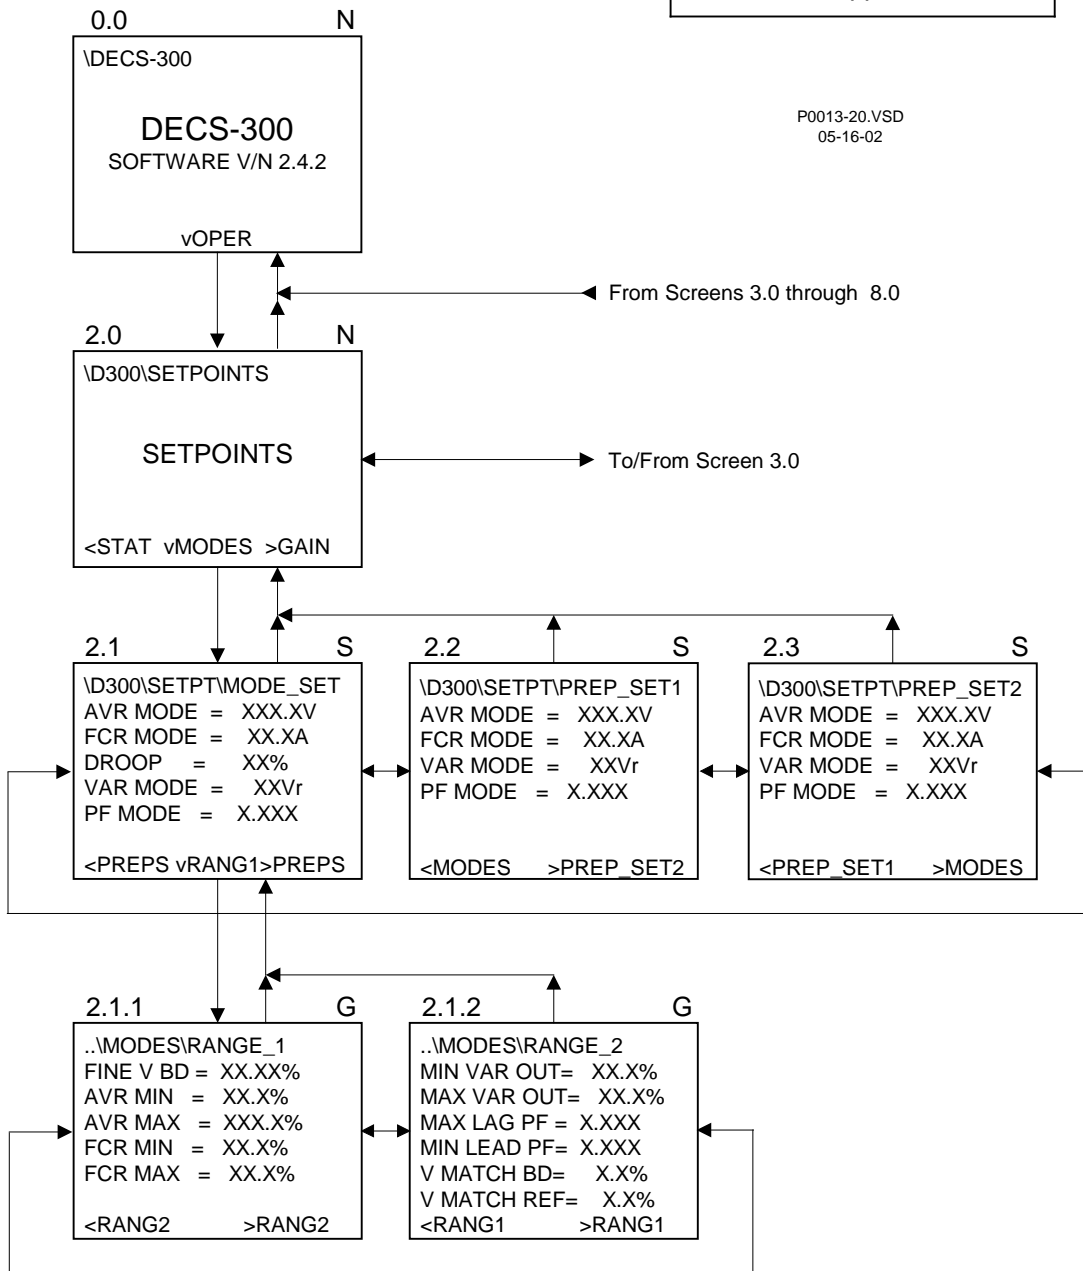 0.0 N
\DECS-300
DECS-300
SOFTWARE V/N 2.4.2
vOPER
P0013-20.VSD
05-16-02
From Screens 3.0 through 8.0
2.0 N
\D300\SETPOINTS
SETPOINTS
<STAT vMODES >GAIN
To/From Screen 3.0
2.1 S
\D300\SETPT\MODE_SET
AVR MODE = XXX.XV
FCR MODE = XX.XA
DROOP = XX%
VAR MODE = XXVr
PF MODE = X.XXX
<PREPS vRANG1>PREPS
2.2 S
\D300\SETPT\PREP_SET1
AVR MODE = XXX.XV
FCR MODE = XX.XA
VAR MODE = XXVr
PF MODE = X.XXX
<MODES >PREP_SET2
2.3 S
\D300\SETPT\PREP_SET2
AVR MODE = XXX.XV
FCR MODE = XX.XA
VAR MODE = XXVr
PF MODE = X.XXX
<PREP_SET1 >MODES
2.1.1 G
..\MODES\RANGE_1
FINE V BD = XX.XX%
AVR MIN = XX.X%
AVR MAX = XXX.X%
FCR MIN = XX.X%
FCR MAX = XX.X%
<RANG2 >RANG2
2.1.2 G
..\MODES\RANGE_2
MIN VAR OUT= XX.X%
MAX VAR OUT= XX.X%
MAX LAG PF = X.XXX
MIN LEAD PF= X.XXX
V MATCH BD= X.X%
V MATCH REF= X.X%
<RANG1 >RANG1